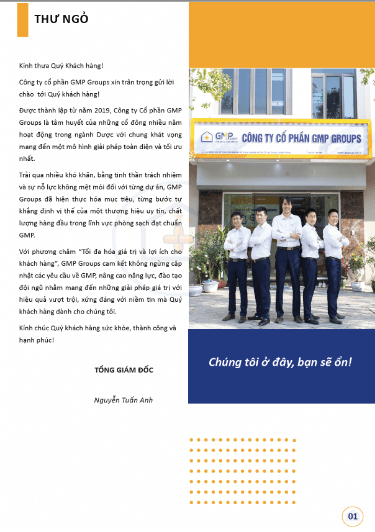 THƯ NGỎ
Kính thưa Quý Khách hàng!
Công ty cổ phần GMP Groups xin trân trọng gửi lời
chào tới Quý khách hàng!
Được thành lập từ năm 2019, Công ty Cổ phần GMP
Groups là tâm huyết của những cổ đông nhiều năm
hoạt động trong ngành Dược với chung khát vọng
mang đến một mô hình giải pháp toàn diện và tối ưu
nhất.
Trải qua nhiều khó khăn, bằng tinh thần trách nhiệm
và sự nỗ lực không mệt mỏi đối với từng dự án, GMP
Groups đã hiện thực hóa mục tiêu, từng bước tự
khẳng định vị thế của một thương hiệu uy tín, chất
lượng hàng đầu trong lĩnh vực phòng sạch đạt chuẩn
GMP.
Với phương châm "Tối đa hóa giá trị và lợi ích cho
khách hàng", GMP Groups cam kết không ngừng cập
nhật các yêu cầu về GMP, nâng cao năng lực, đào tạo
đội ngũ nhằm mang đến những giải pháp giá trị với
hiệu quả vượt trội, xứng đáng với niềm tin mà Quý
khách hàng dành cho chúng tôi.
Kính chúc Quý khách hàng sức khỏe, thành công và
hạnh phúc!
TỔNG GIÁM ĐỐC
Nguyễn Tuấn Anh
GMP
CÔNG TY CỔ PHẦN GMP GROUPS
Chúng tôi ở đây, bạn sẽ ổn!
01